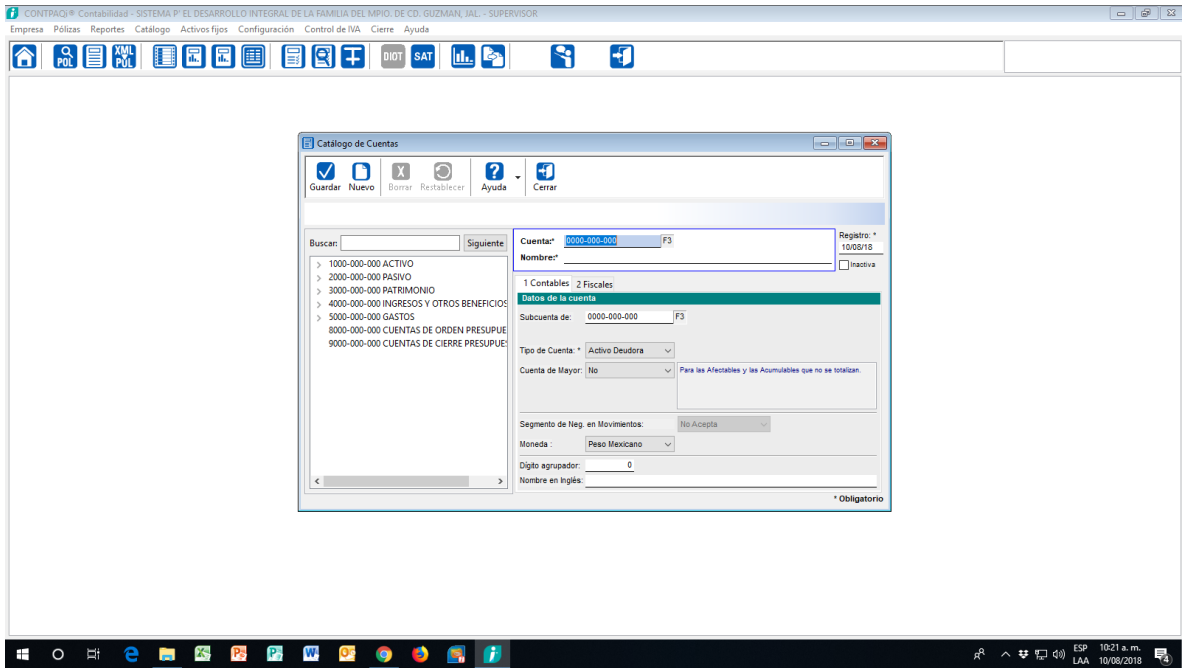 CONTPAQi® Contabilidad - SISTEMA P' EL DESARROLLO INTEGRAL DE LA FAMILIA DEL MPIO. DE CD. GUZMAN, JAL. - SUPERVISOR
Empresa Pólizas Reportes Catálogo Activos fijos Configuración Control de IVA Cierre Ayuda
POL XML POL DIOT SAT
Catálogo de Cuentas
Guardar Nuevo Borrar Restablecer Ayuda Cerrar
Buscar: Siguiente
1000-000-000 ACTIVO
2000-000-000 PASIVO
3000-000-000 PATRIMONIO
4000-000-000 INGRESOS Y OTROS BENEFICIOS
5000-000-000 GASTOS
8000-000-000 CUENTAS DE ORDEN PRESUPUE
9000-000-000 CUENTAS DE CIERRE PRESUPUES
Cuenta:* 0000-000-000 F3
Nombre:*
Registro: *
10/08/18
Inactiva
1 Contables 2 Fiscales
Datos de la cuenta
Subcuenta de: 0000-000-000 F3
Tipo de Cuenta: * Activo Deudora
Cuenta de Mayor: No Para las Afectables y las Acumulables que no se totalizan.
Segmento de Neg. en Movimientos: No Acepta
Moneda : Peso Mexicano
Dígito agrupador: 0
Nombre en Inglés:
* Obligatorio
ESP 10:21 a. m.
LAA 10/08/2018 4